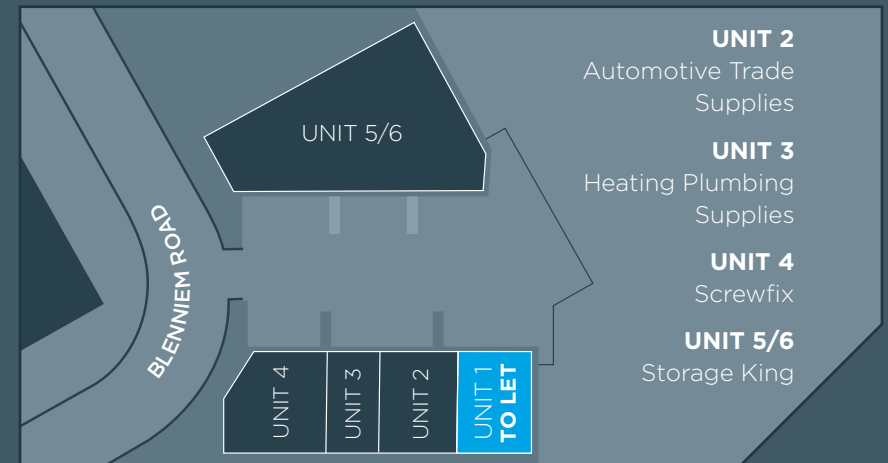 UNIT 5/6
BLENNIEM ROAD
UNIT 4
UNIT 3
UNIT 2
UNIT 1
TO LET
UNIT 2
Automotive Trade
Supplies
UNIT 3
Heating Plumbing
Supplies
UNIT 4
Screwfix
UNIT 5/6
Storage King